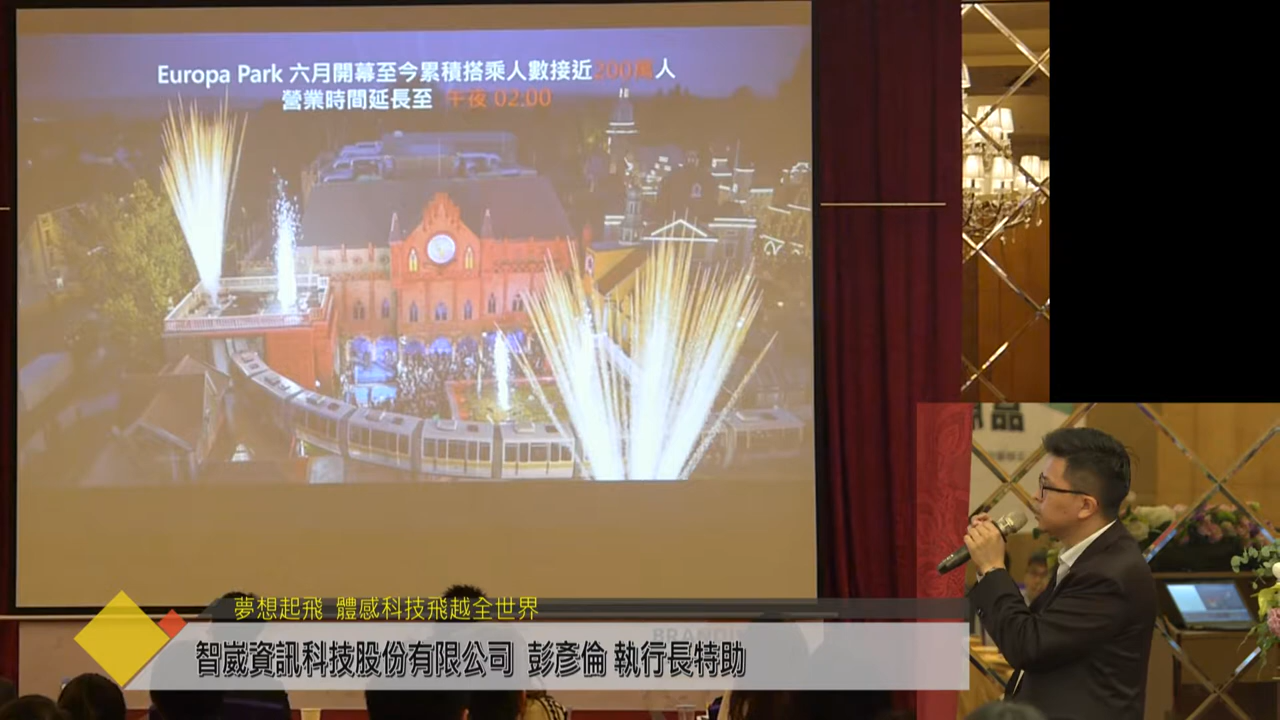 Europa Park 六月開幕至今累積搭乘人數接近200萬人
營業時間延長至 午夜 02:00
品
夢想起飛 體感科技飛越全世界
BRANDI
智崴資訊科技股份有限公司 彭彥倫 執行長特助